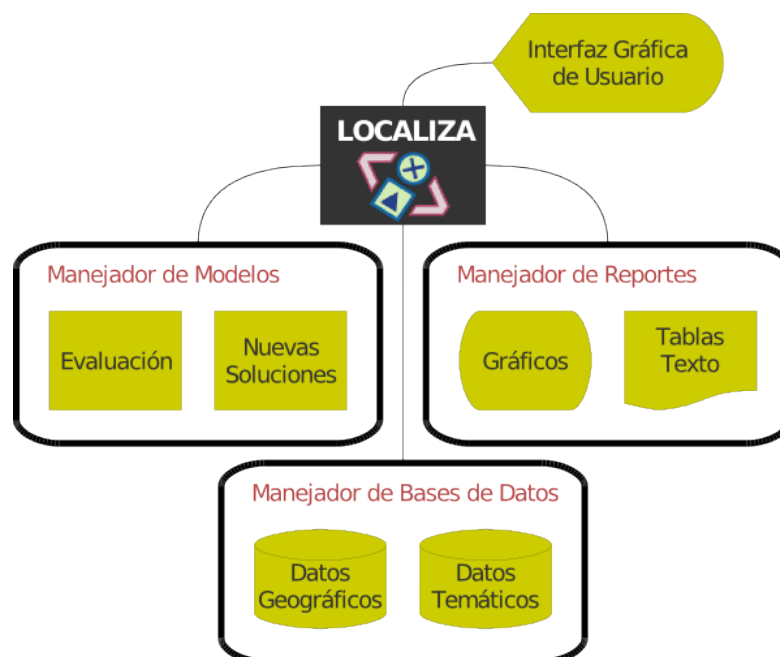 Interfaz Gráfica
de Usuario
LOCALIZA
Manejador de Modelos
Evaluación
Nuevas
Soluciones
Manejador de Reportes
Gráficos
Tablas
Texto
Manejador de Bases de Datos
Datos
Geográficos
Datos
Temáticos